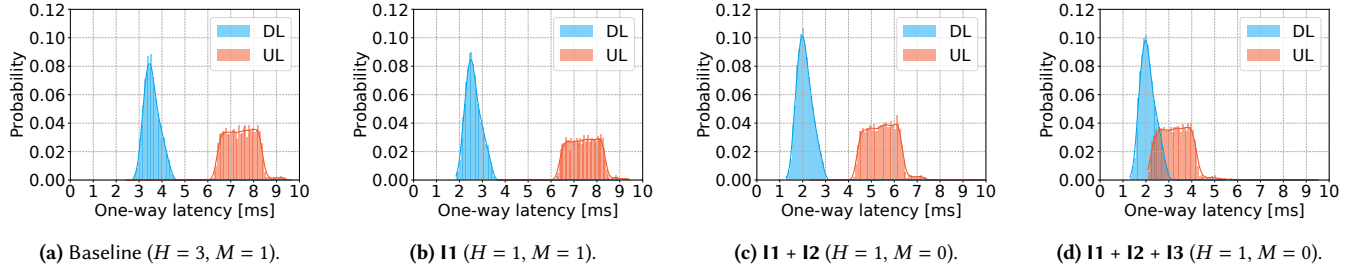 0.12
0.10
0.08
0.06
0.04
0.02
0.00
Probability
DL
UL
0 1 2 3 4 5 6 7 8 9 10
One-way latency [ms]
(a) Baseline (H = 3, M = 1).
0.12
0.10
0.08
0.06
0.04
0.02
0.00
Probability
DL
UL
0 1 2 3 4 5 6 7 8 9 10
One-way latency [ms]
(b) I1 (H = 1, M = 1).
0.12
0.10
0.08
0.06
0.04
0.02
0.00
Probability
DL
UL
0 1 2 3 4 5 6 7 8 9 10
One-way latency [ms]
(c) I1 + I2 (H = 1, M = 0).
0.12
0.10
0.08
0.06
0.04
0.02
0.00
Probability
DL
UL
0 1 2 3 4 5 6 7 8 9 10
One-way latency [ms]
(d) I1 + I2 + I3 (H = 1, M = 0).